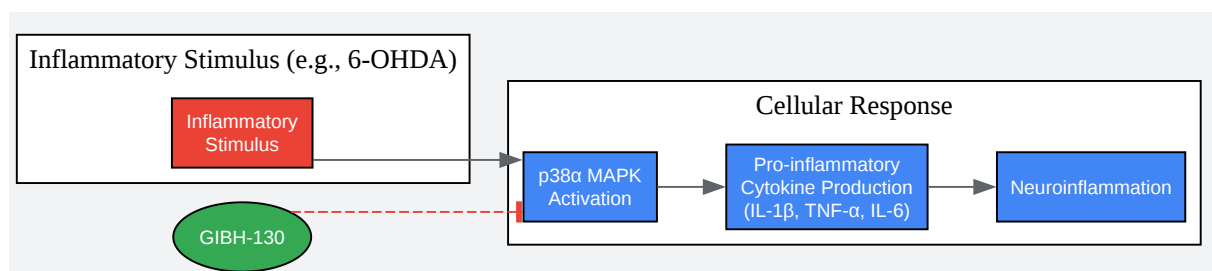 Inflammatory Stimulus (e.g., 6-OHDA)
Inflammatory
Stimulus
GIBH-130
Cellular Response
p38α MAPK
Activation
Pro-inflammatory
Cytokine Production
(IL-1β, TNF-α, IL-6)
Neuroinflammation